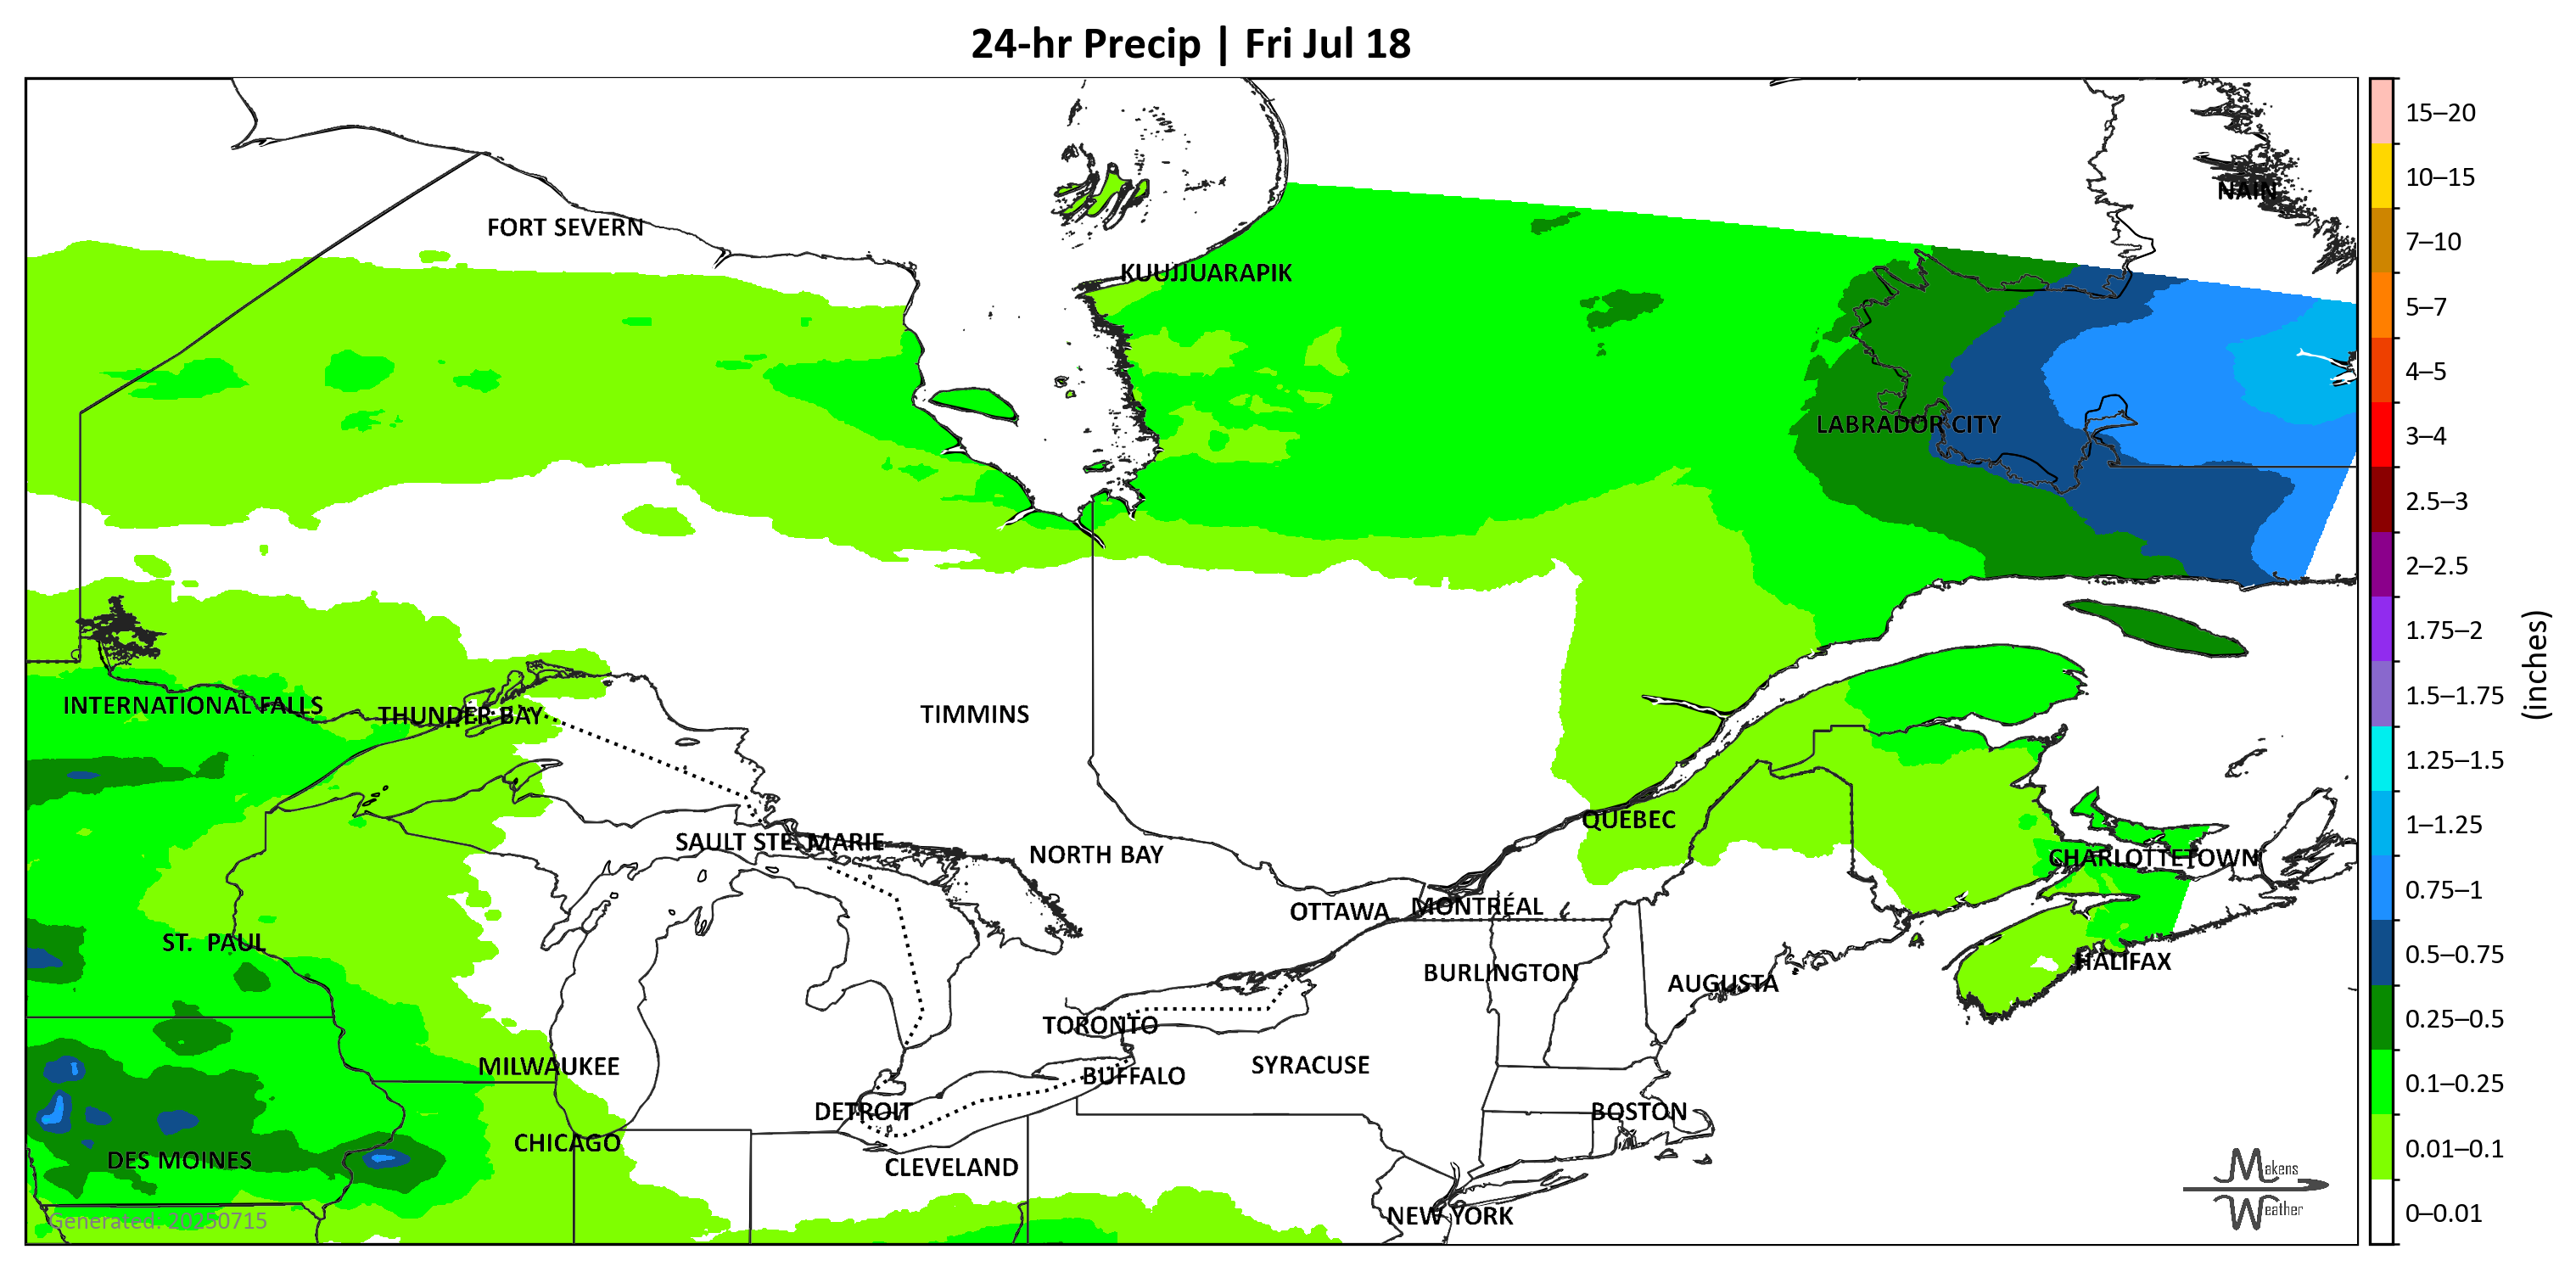 24-hr Precip | Fri Jul 18
NAIN
FORT SEVERN
KUUJJUARAPIK
LABRADOR CITY
INTERNATIONAL FALLS
THUNDER BAY
TIMMINS
QUÉBEC
SAULT STE. MARIE
NORTH BAY
CHARLOTTETOWN
OTTAWA
MONTRÉAL
ST. PAUL
HALIFAX
BURLINGTON
AUGUSTA
TORONTO
MILWAUKEE
SYRACUSE
BUFFALO
DETROIT
BOSTON
CHICAGO
DES MOINES
CLEVELAND
NEW YORK
Generated: 20250715
Makens
Weather
15–20
10–15
7–10
5–7
4–5
3–4
2.5–3
2–2.5
1.75–2
1.5–1.75
1.25–1.5
1–1.25
0.75–1
0.5–0.75
0.25–0.5
0.1–0.25
0.01–0.1
0–0.01
(inches)